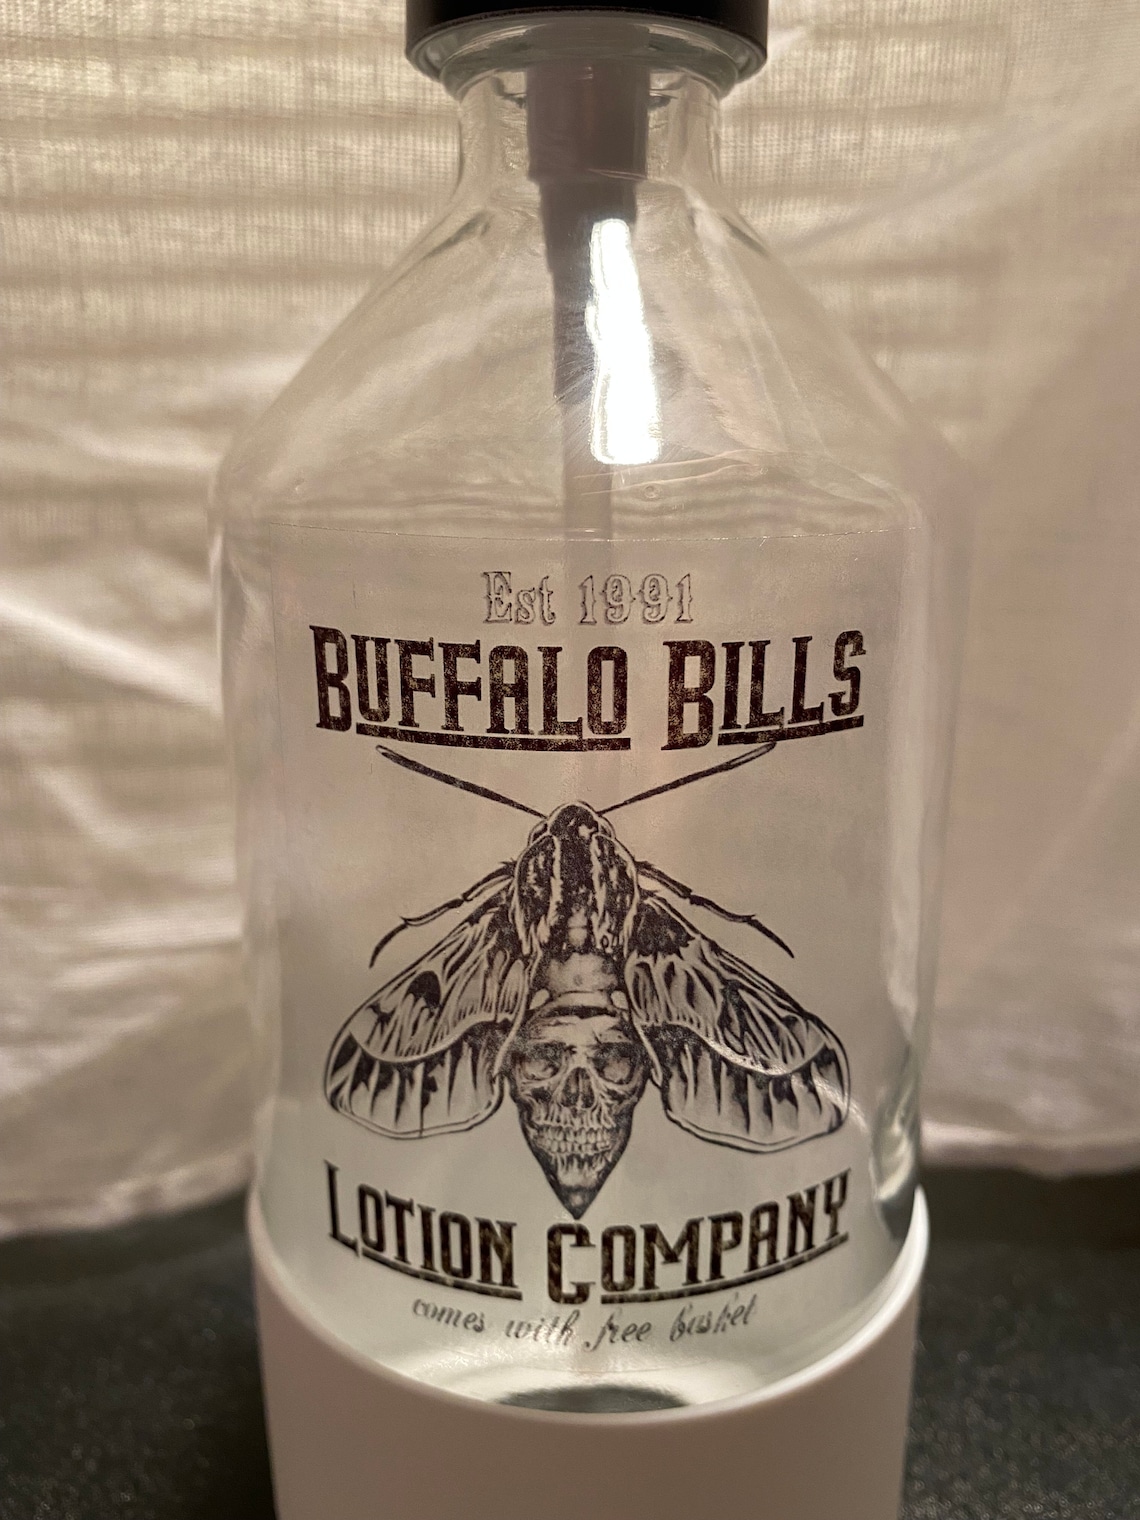 Est 1991
BUFFALO BILLS
LOTION COMPANY
comes with free basket